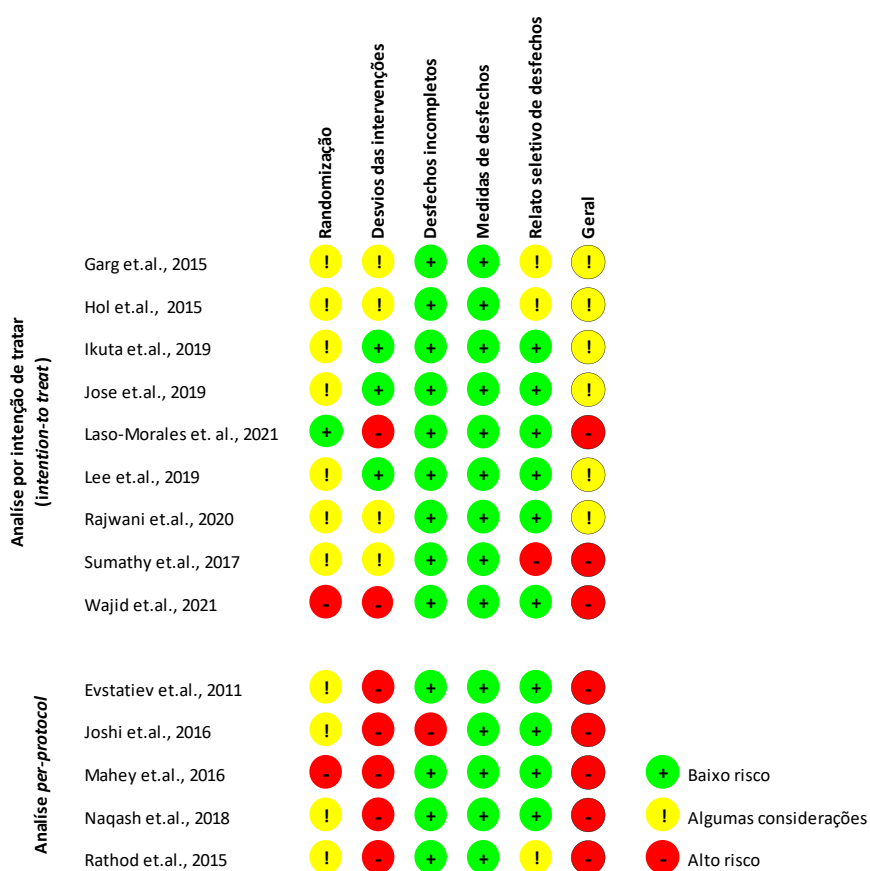 Randomização
Desvios das intervenções
Desfechos incompletos
Medidas de desfechos
Relato seletivo de desfechos
Geral
Analíse por intenção de tratar
(intention-to treat)
Garg et.al., 2015 ! ! + + ! !
Hol et.al., 2015 ! ! + + ! !
Ikuta et.al., 2019 ! + + + + !
Jose et.al., 2019 ! + + + + !
Laso-Morales et. al., 2021 + - + + + -
Lee et.al., 2019 ! + + + + !
Rajwani et.al., 2020 ! ! + + + !
Sumathy et.al., 2017 ! ! + + - -
Wajid et.al., 2021 - - + + + -
Analíse per-protocol
Evstatiev et.al., 2011 ! - + + + -
Joshi et.al., 2016 ! - - + + -
Mahey et.al., 2016 - - + + + -
Naqash et.al., 2018 ! - + + + -
Rathod et.al., 2015 ! - + + ! -
+ Baixo risco
! Algumas considerações
- Alto risco